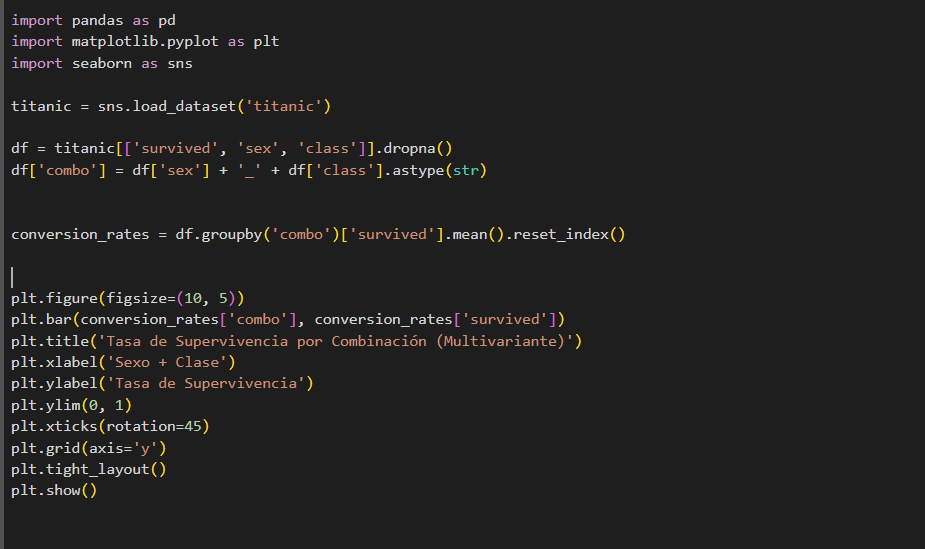 import pandas as pd
import matplotlib.pyplot as plt
import seaborn as sns
titanic = sns.load_dataset('titanic')
df = titanic[['survived', 'sex', 'class']].dropna()
df['combo'] = df['sex'] + '_' + df['class'].astype(str)
conversion_rates = df.groupby('combo')['survived'].mean().reset_index()
plt.figure(figsize=(10, 5))
plt.bar(conversion_rates['combo'], conversion_rates['survived'])
plt.title('Tasa de Supervivencia por Combinación (Multivariante)')
plt.xlabel('Sexo + Clase')
plt.ylabel('Tasa de Supervivencia')
plt.ylim(0, 1)
plt.xticks(rotation=45)
plt.grid(axis='y')
plt.tight_layout()
plt.show()